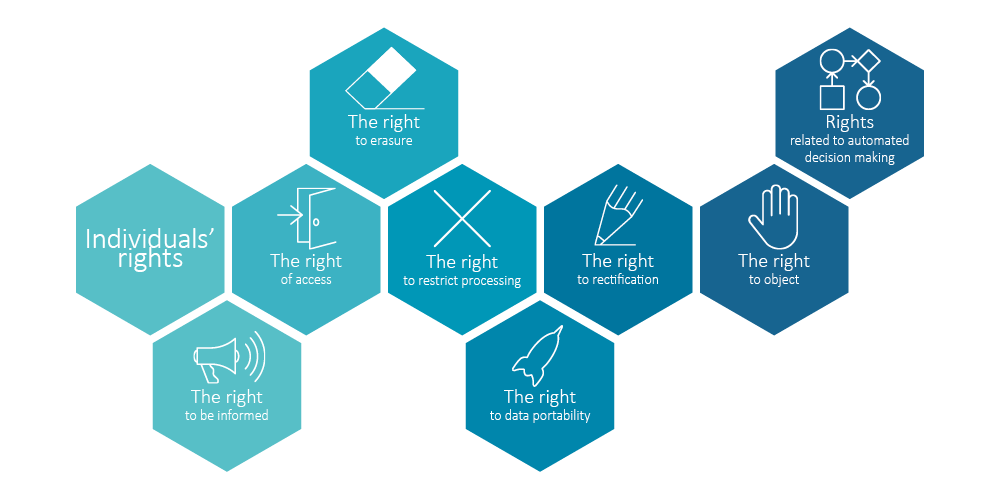 The right
to erasure
Rights
related to automated
decision making
Individuals’
rights
The right
of access
The right
to restrict processing
The right
to rectification
The right
to object
The right
to be informed
The right
to data portability